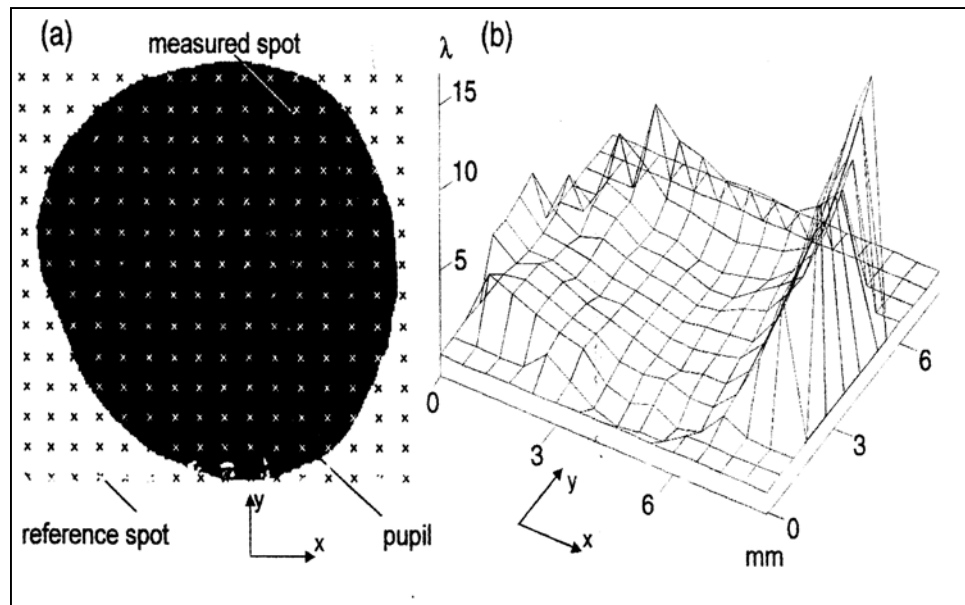 (a)
measured spot
reference spot
y
x
pupil
(b)
λ
15
10
5
0
3
6
0
3
6
y
x
mm